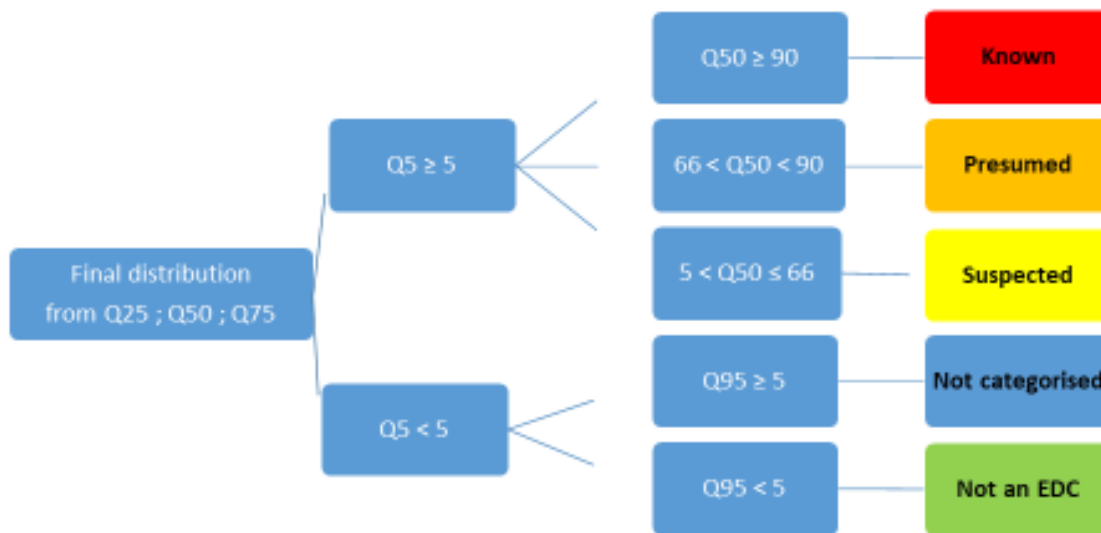 Q50 ≥ 90
Known
Q5 ≥ 5
66 < Q50 < 90
Presumed
Final distribution
from Q25 ; Q50 ; Q75
5 < Q50 ≤ 66
Suspected
Q95 ≥ 5
Not categorised
Q5 < 5
Q95 < 5
Not an EDC